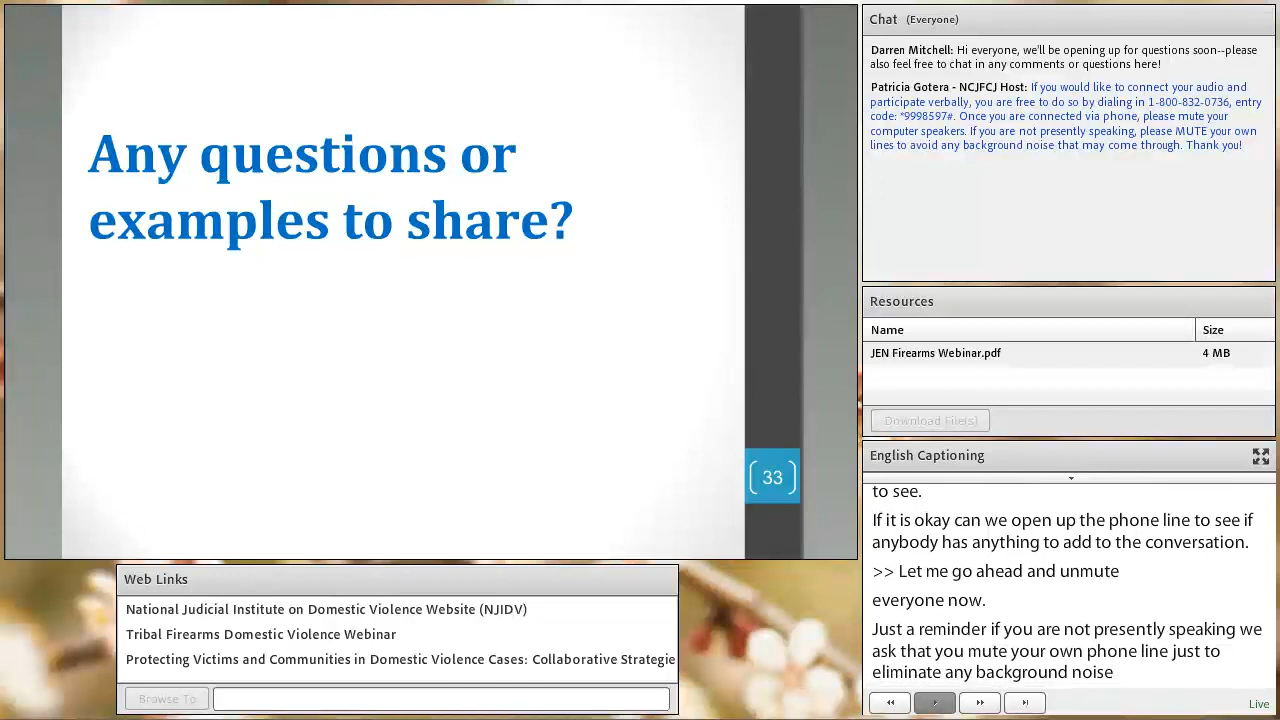 Any questions or
examples to share?
33
Chat (Everyone)
Darren Mitchell: Hi everyone, we'll be opening up for questions soon--please
also feel free to chat in any comments or questions here!
Patricia Gotera - NCJFCJ Host: If you would like to connect your audio and
participate verbally, you are free to do so by dialing in 1-800-832-0736, entry
code: *9998597#. Once you are connected via phone, please mute your
computer speakers. If you are not presently speaking, please MUTE your own
lines to avoid any background noise that may come through. Thank you!
Resources
Name Size
JEN Firearms Webinar.pdf 4 MB
Download File(s)
English Captioning
to see.
If it is okay can we open up the phone line to see if
anybody has anything to add to the conversation.
>> Let me go ahead and unmute
everyone now.
Just a reminder if you are not presently speaking we
ask that you mute your own phone line just to
eliminate any background noise
Live
Web Links
National Judicial Institute on Domestic Violence Website (NJIDV)
Tribal Firearms Domestic Violence Webinar
Protecting Victims and Communities in Domestic Violence Cases: Collaborative Strategie
Browse To